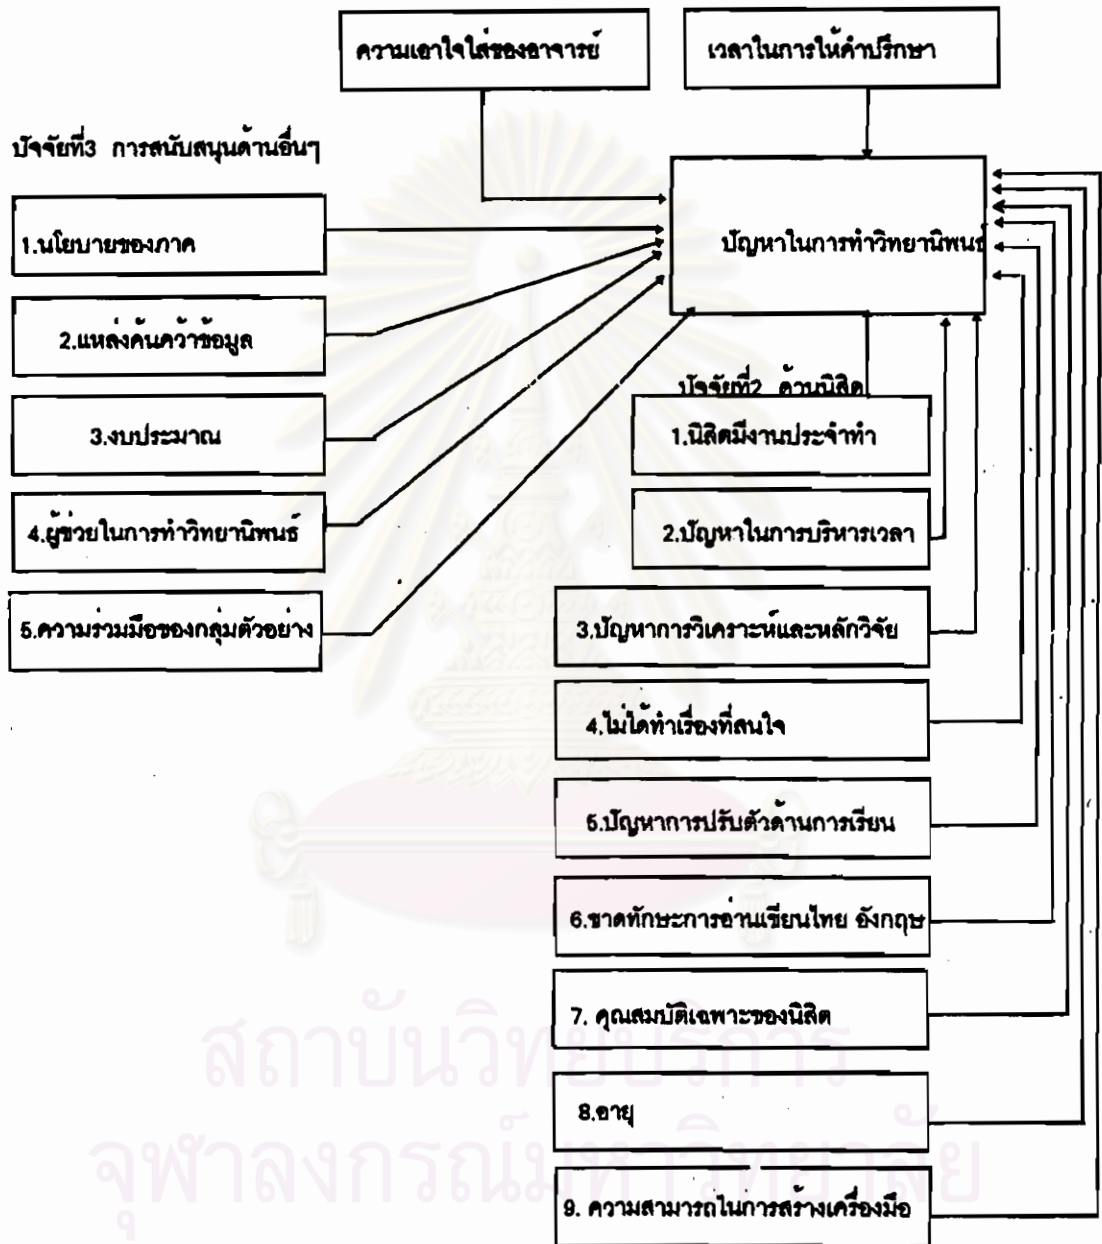 ความเอาใจใส่ของอาจารย์
เวลาในการให้คำปรึกษา
ปัจจัยที่3 การสนับสนุนด้านอื่นๆ
1.นโยบายของภาค
ปัญหาในการทำวิทยานิพนธ์
2.แหล่งค้นคว้าข้อมูล
3.งบประมาณ
4.ผู้ช่วยในการทำวิทยานิพนธ์
5.ความร่วมมือของกลุ่มตัวอย่าง
ปัจจัยที่2 ด้านนิสิต
1.นิสิตมีงานประจำทำ
2.ปัญหาในการบริหารเวลา
3.ปัญหาการวิเคราะห์และหลักวิจัย
4.ไม่ได้ทำเรื่องที่สนใจ
5.ปัญหาการปรับตัวด้านการเรียน
6.ขาดทักษะการอ่านเขียนไทย อังกฤษ
7. คุณสมบัติเฉพาะของนิสิต
8.อายุ
9. ความสามารถในการสร้างเครื่องมือ
สถาบันวิทยบริการ
จุฬาลงกรณ์มหาวิทยาลัย